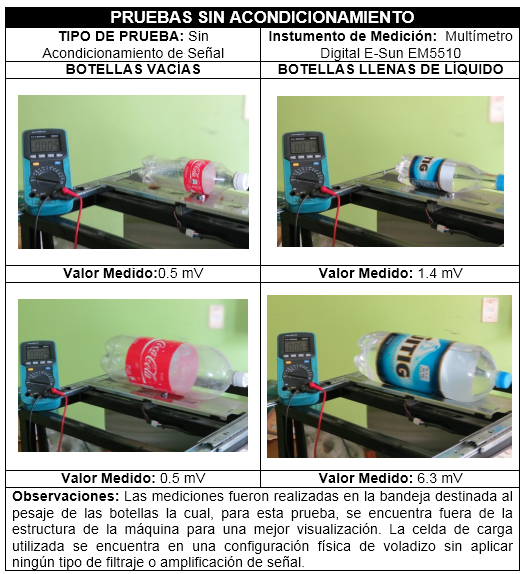 PRUEBAS SIN ACONDICIONAMIENTO
TIPO DE PRUEBA: Sin
Acondicionamiento de Señal
Instumento de Medición: Multímetro
Digital E-Sun EM5510
BOTELLAS VACÍAS
BOTELLAS LLENAS DE LÍQUIDO
Coca-Cola
Valor Medido:0.5 mV
Valor Medido: 1.4 mV
Coca-Cola
Valor Medido: 0.5 mV
Valor Medido: 6.3 mV
Observaciones: Las mediciones fueron realizadas en la bandeja destinada al
pesaje de las botellas la cual, para esta prueba, se encuentra fuera de la
estructura de la máquina para una mejor visualización. La celda de carga
utilizada se encuentra en una configuración física de voladizo sin aplicar
ningún tipo de filtraje o amplificación de señal.